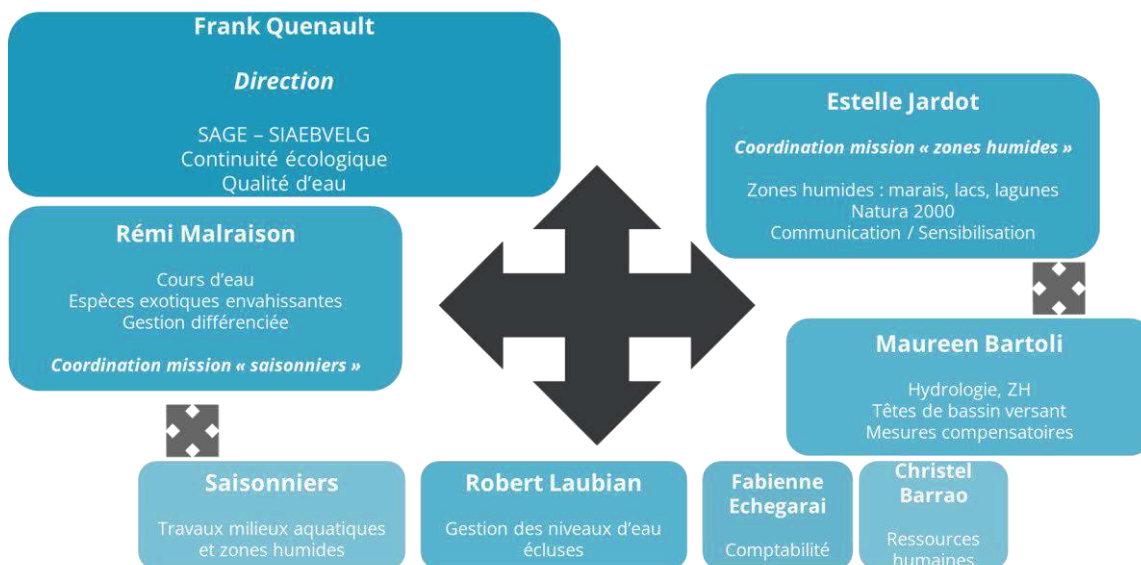 Frank Quenault
Direction
SAGE – SIAEBVELG
Continuité écologique
Qualité d'eau
Estelle Jardot
Coordination mission « zones humides »
Zones humides : marais, lacs, lagunes
Natura 2000
Communication / Sensibilisation
Rémi Malraison
Cours d'eau
Espèces exotiques envahissantes
Gestion différenciée
Coordination mission « saisonniers »
Maureen Bartoli
Hydrologie, ZH
Têtes de bassin versant
Mesures compensatoires
Saisonniers
Travaux milieux aquatiques
et zones humides
Robert Laubian
Gestion des niveaux d'eau
écluses
Fabienne
Echegarai
Comptabilité
Christel
Barrao
Ressources
humaines